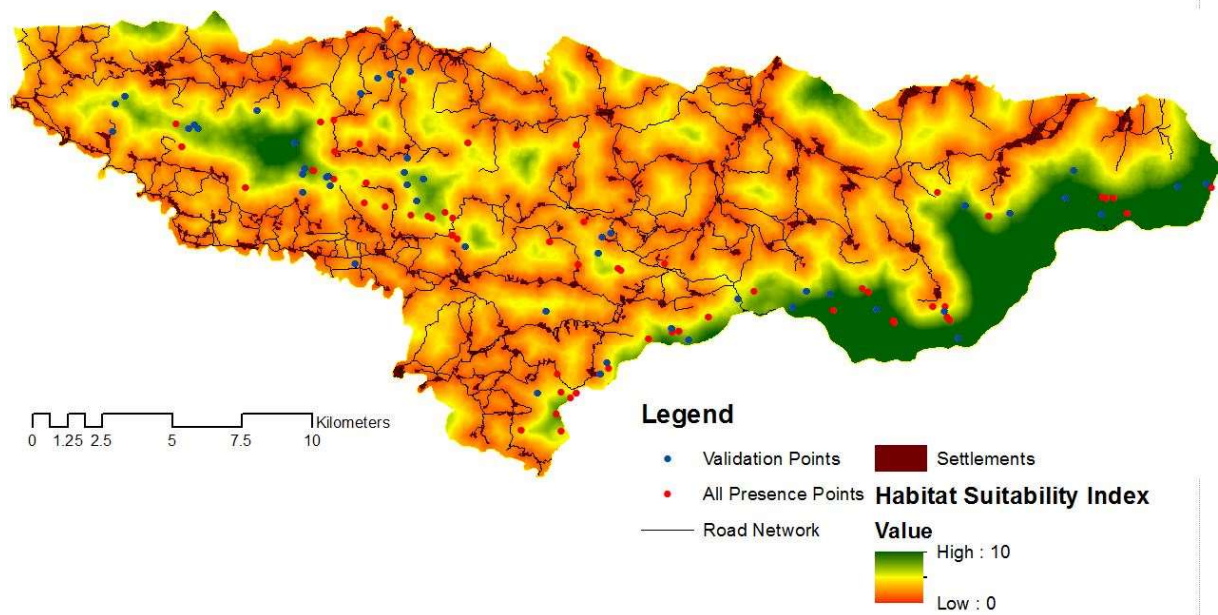 Kilometers
0 1.25 2.5 5 7.5 10
Legend
Validation Points
All Presence Points
Road Network
Settlements
Habitat Suitability Index
Value
High : 10
Low : 0